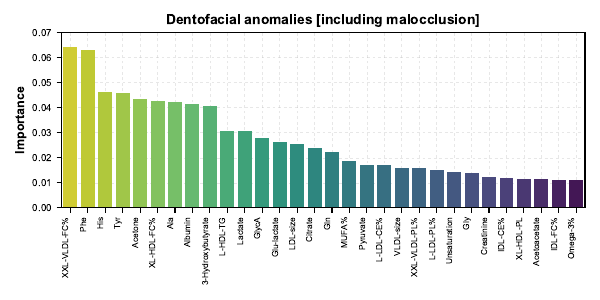 Dentofacial anomalies [including malocclusion]
0.07
0.06
0.05
0.04
0.03
0.02
0.01
0.00
Importance
XXL-VLDL-FC%
Phe
His
Tyr
Acetone
XL-HDL-FC%
Ala
Albumin
3-Hydroxybutyrate
L-HDL-TG
Lactate
GlycA
Glu-lactate
LDL-size
Citrate
Gln
MUFA%
Pyruvate
L-LDL-CE%
VLDL-size
XXL-VLDL-PL%
L-LDL-PL%
Unsaturation
Gly
Creatinine
IDL-CE%
XL-HDL-PL
Acetoacetate
IDL-FC%
Omega-3%